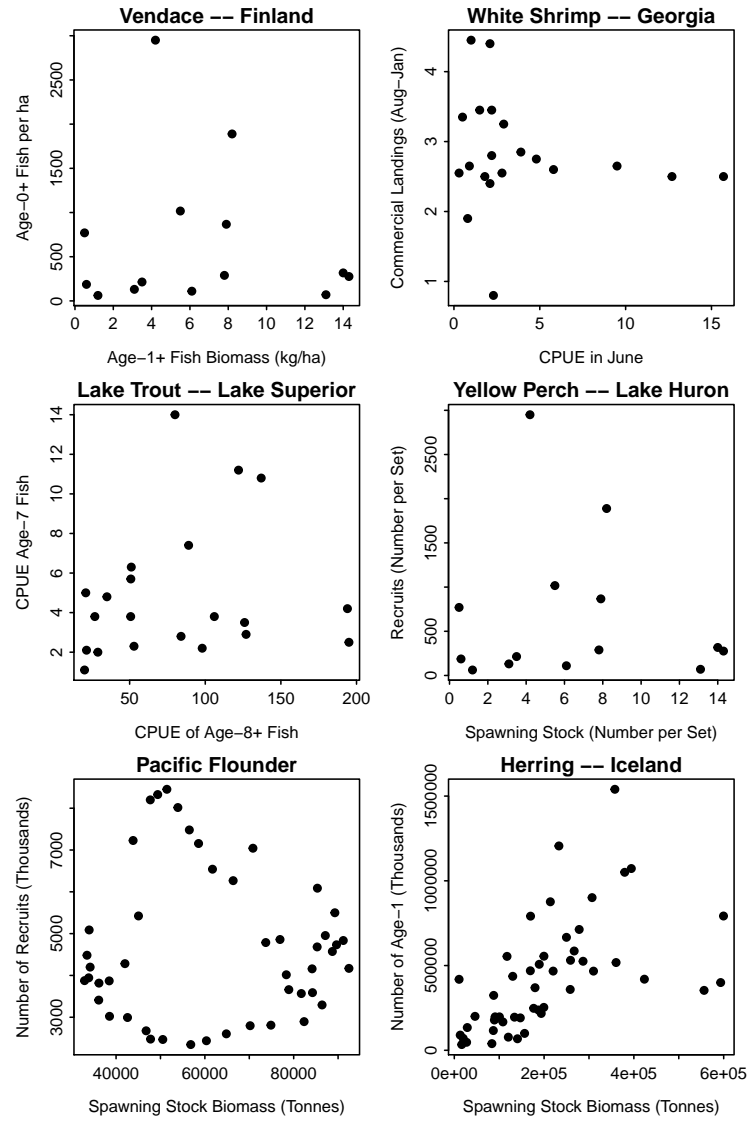 Vendace −− Finland
Age−0+ Fish per ha
0
500
1500
2500
0 2 4 6 8 10 12 14
Age−1+ Fish Biomass (kg/ha)
White Shrimp −− Georgia
Commercial Landings (Aug−Jan)
1
2
3
4
0 5 10 15
CPUE in June
Lake Trout −− Lake Superior
CPUE Age−7 Fish
2
4
6
8
10
12
14
50 100 150 200
CPUE of Age−8+ Fish
Yellow Perch −− Lake Huron
Recruits (Number per Set)
0
500
1500
2500
0 2 4 6 8 10 12 14
Spawning Stock (Number per Set)
Pacific Flounder
Number of Recruits (Thousands)
3000
5000
7000
40000 60000 80000
Spawning Stock Biomass (Tonnes)
Herring −− Iceland
Number of Age−1 (Thousands)
0
500000
1000000
1500000
0e+00 2e+05 4e+05 6e+05
Spawning Stock Biomass (Tonnes)